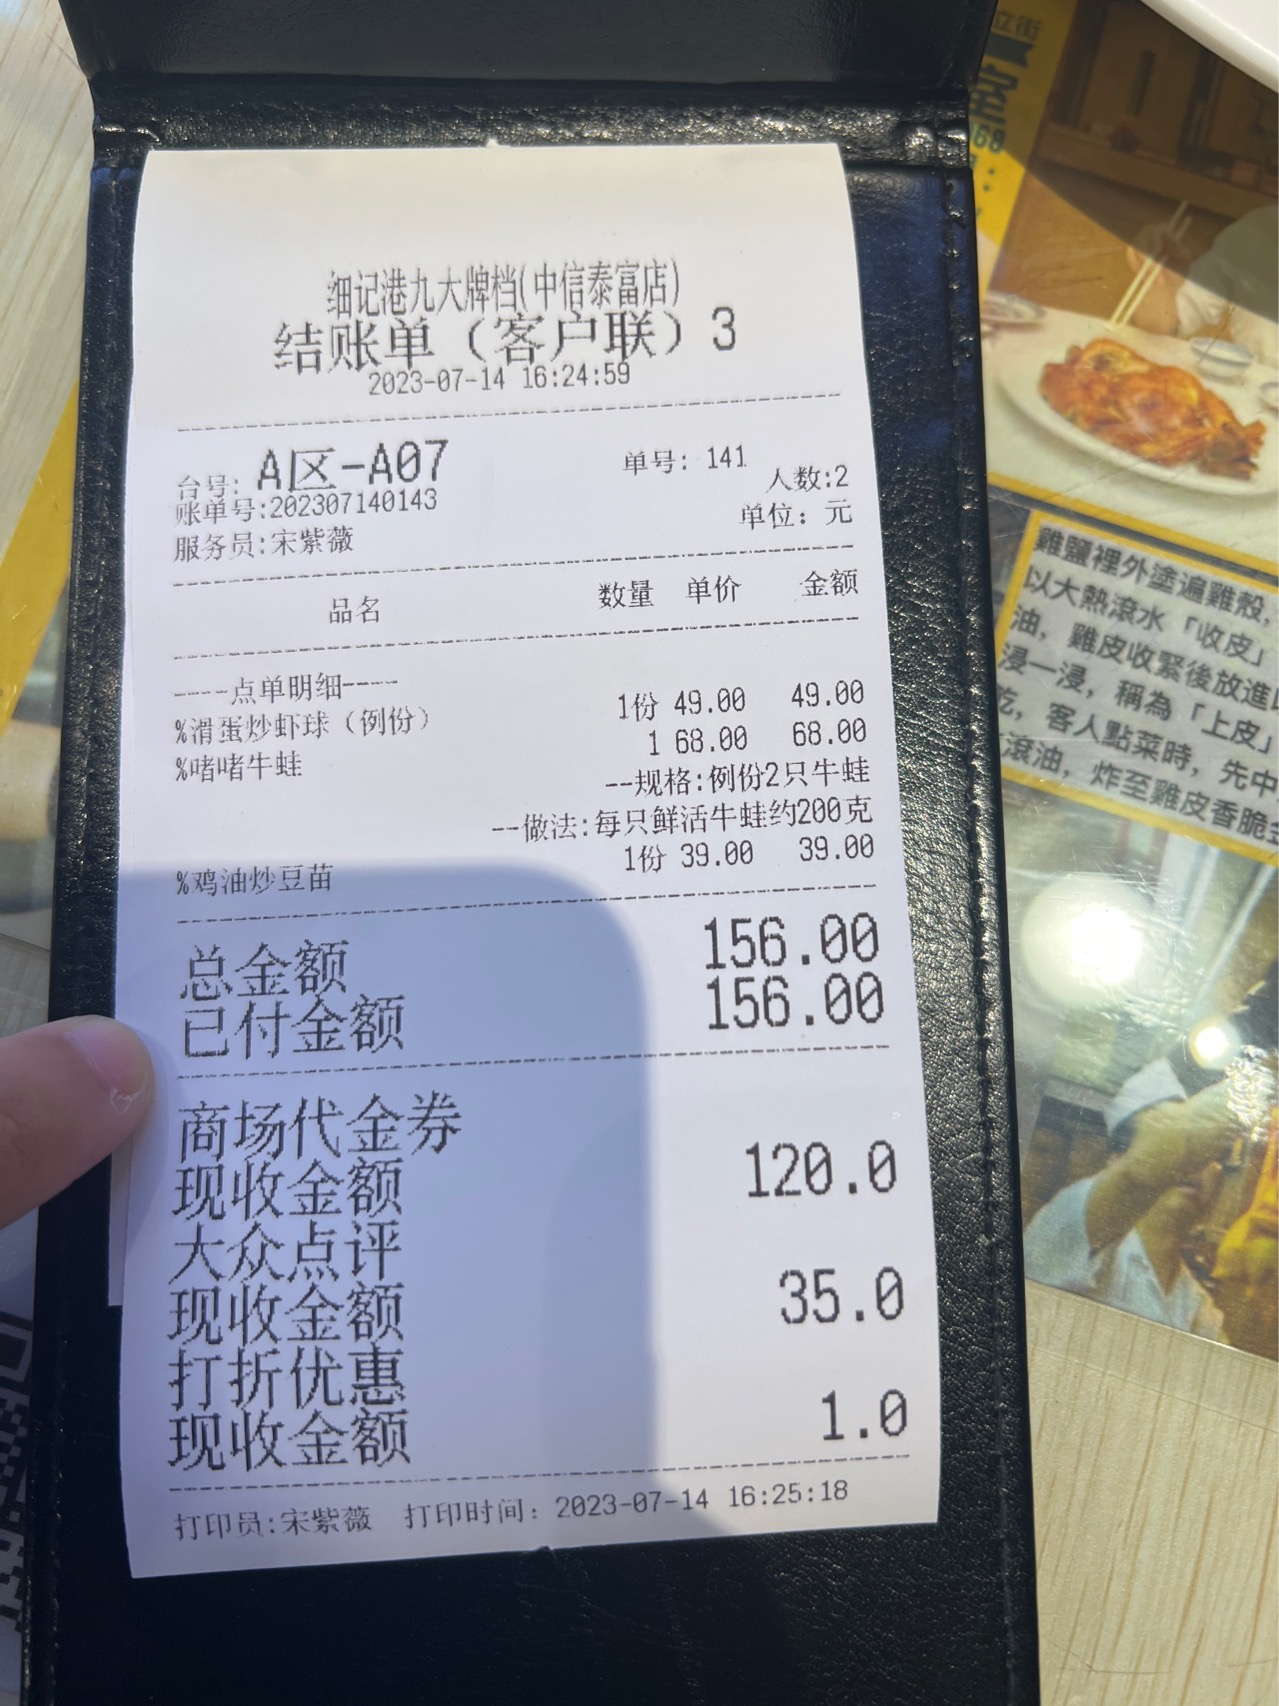 细记港九大牌档(中信泰富店)
结账单（客户联）3
2023-07-14 16:24:59
台号: A区-A07 单号: 141
账单号:202307140143 人数:2
服务员:宋紫薇 单位：元
品名 数量 单价 金额
----点单明细----
%滑蛋炒虾球（例份） 1份 49.00 49.00
%啫啫牛蛙 1 68.00 68.00
--规格:例份2只牛蛙
--做法:每只鲜活牛蛙约200克
%鸡油炒豆苗 1份 39.00 39.00
总金额 156.00
已付金额 156.00
商场代金券
现收金额 120.0
大众点评
现收金额 35.0
打折优惠
现收金额 1.0
打印员:宋紫薇 打印时间：2023-07-14 16:25:18
立街
室
雞鹽裡外塗遍雞殼，
以大熱滾水「收皮」
油，雞皮收緊後放進
浸一浸，稱為「上皮」
吃，客人點菜時，先中
滾油，炸至雞皮香脆